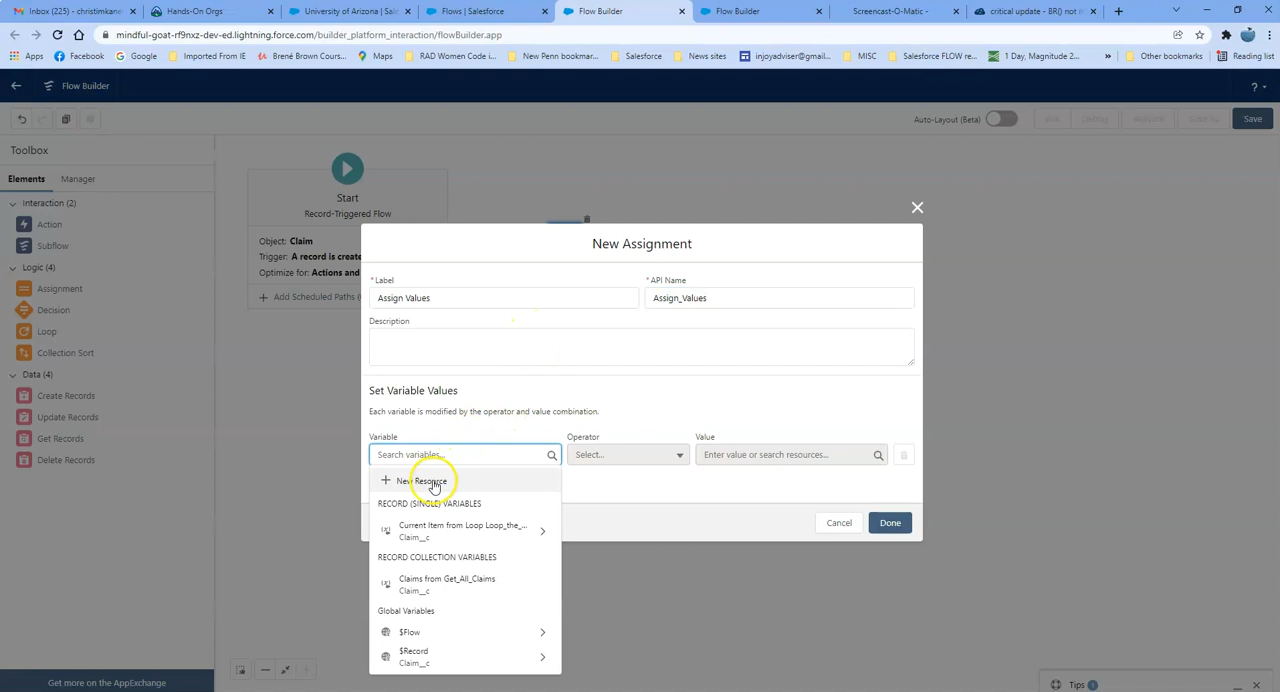 Inbox (225) - christimkane
Hands-On Orgs
University of Arizona | Sale
Flows | Salesforce
Flow Builder
Flow Builder
Screencast-O-Matic -
critical update - BR() not r
mindful-goat-rf9nxz-dev-ed.lightning.force.com/builder_platform_interaction/flowBuilder.app
Apps
Facebook
Google
Imported From IE
Brené Brown Cours...
Maps
RAD Women Code i...
New Penn bookmar...
Salesforce
News sites
injoyadviser@gmai...
MISC
Salesforce FLOW re...
1 Day, Magnitude 2...
»
Other bookmarks
Reading list
Flow Builder
?
Auto-Layout (Beta)
Debug
Save
Toolbox
Elements
Manager
Interaction (2)
Action
Subflow
Logic (4)
Assignment
Decision
Loop
Collection Sort
Data (4)
Create Records
Update Records
Get Records
Delete Records
Get more on the AppExchange
Start
Record-Triggered Flow
Object: Claim
Trigger: A record is create
Optimize for: Actions and
+ Add Scheduled Paths (
New Assignment
* Label
Assign Values
* API Name
Assign_Values
Description
Set Variable Values
Each variable is modified by the operator and value combination.
Variable
Operator
Value
Search variables...
Select...
Enter value or search resources...
+ New Resource
RECORD (SINGLE) VARIABLES
Current Item from Loop Loop_the_...
Claim__c
RECORD COLLECTION VARIABLES
Claims from Get_All_Claims
Claim__c
Global Variables
$Flow
$Record
Claim__c
Cancel
Done
Tips